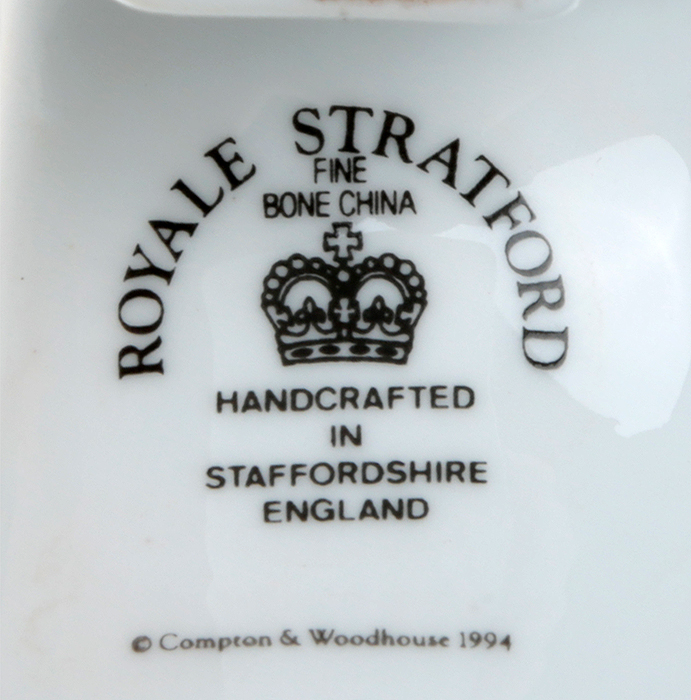 ROYALE STRATFORD
FINE
BONE CHINA
HANDCRAFTED
IN
STAFFORDSHIRE
ENGLAND
© Compton & Woodhouse 1994